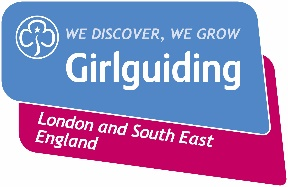 WE DISCOVER, WE GROW
Girlguiding
London and South East
England